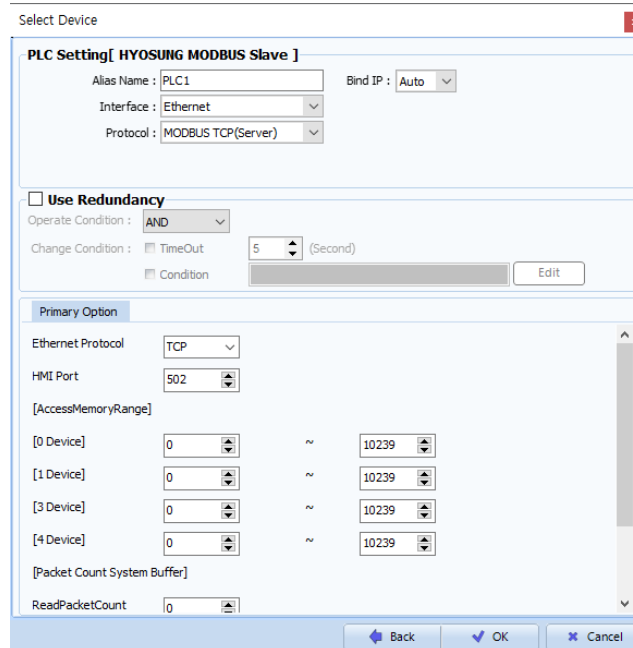 Select Device
PLC Setting[ HYOSUNG MODBUS Slave ]
Alias Name : PLC1 Bind IP : Auto
Interface : Ethernet
Protocol : MODBUS TCP(Server)
Use Redundancy
Operate Condition : AND
Change Condition : TimeOut 5 (Second)
Condition Edit
Primary Option
Ethernet Protocol TCP
HMI Port 502
[AccessMemoryRange]
[0 Device] 0 ~ 10239
[1 Device] 0 ~ 10239
[3 Device] 0 ~ 10239
[4 Device] 0 ~ 10239
[Packet Count System Buffer]
ReadPacketCount 0
Back OK Cancel